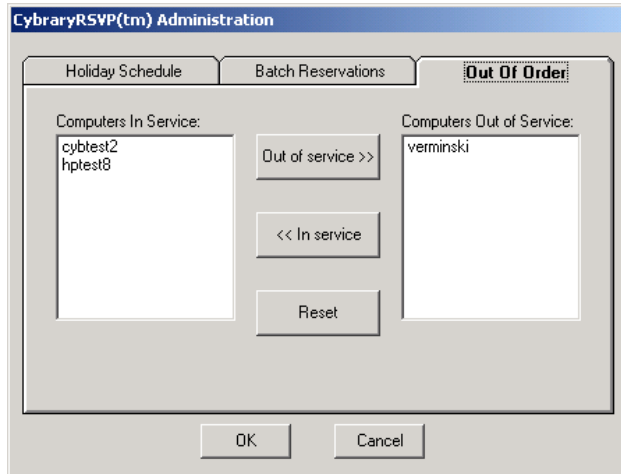 CybraryRSVP(tm) Administration
Holiday Schedule
Batch Reservations
Out Of Order
Computers In Service:
cybtest2
hptest8
Out of service >>
<< In service
Reset
Computers Out of Service:
verminski
OK
Cancel